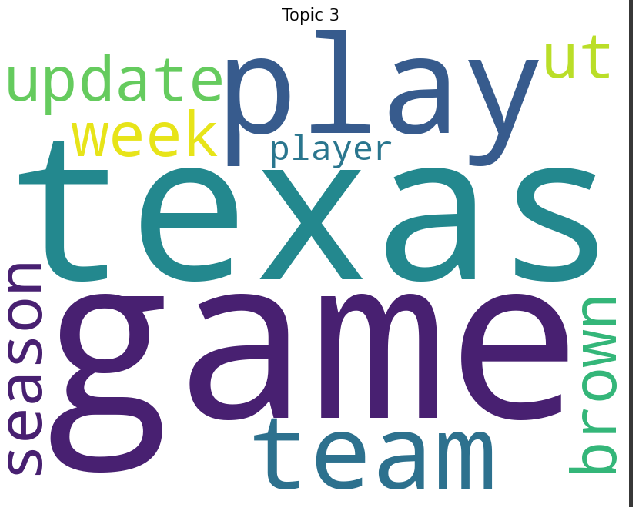 Topic 3
update
play
ut
week
player
texas
season
game
brown
team